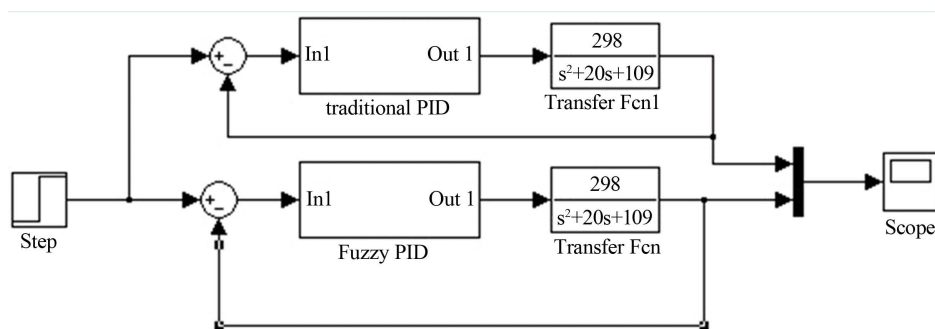 +
−
In1
Out 1
298
s²+20s+109
traditional PID
Transfer Fcn1
+
−
In1
Out 1
298
s²+20s+109
Step
Fuzzy PID
Transfer Fcn
Scope